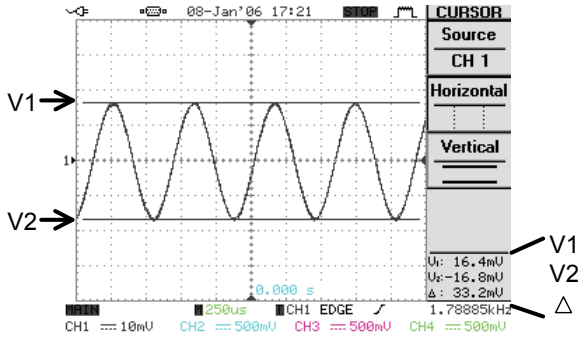 08-Jan'06 17:21 STOP CURSOR
Source
CH 1
V1
Horizontal
Vertical
1
V2
V1
V1: 16.4mV
V2
V2:-16.8mV
0.000 s
Δ : 33.2mV
Δ
MAIN M 250us T CH1 EDGE 1.78885kHz
CH1 10mV CH2 500mV CH3 500mV CH4 500mV